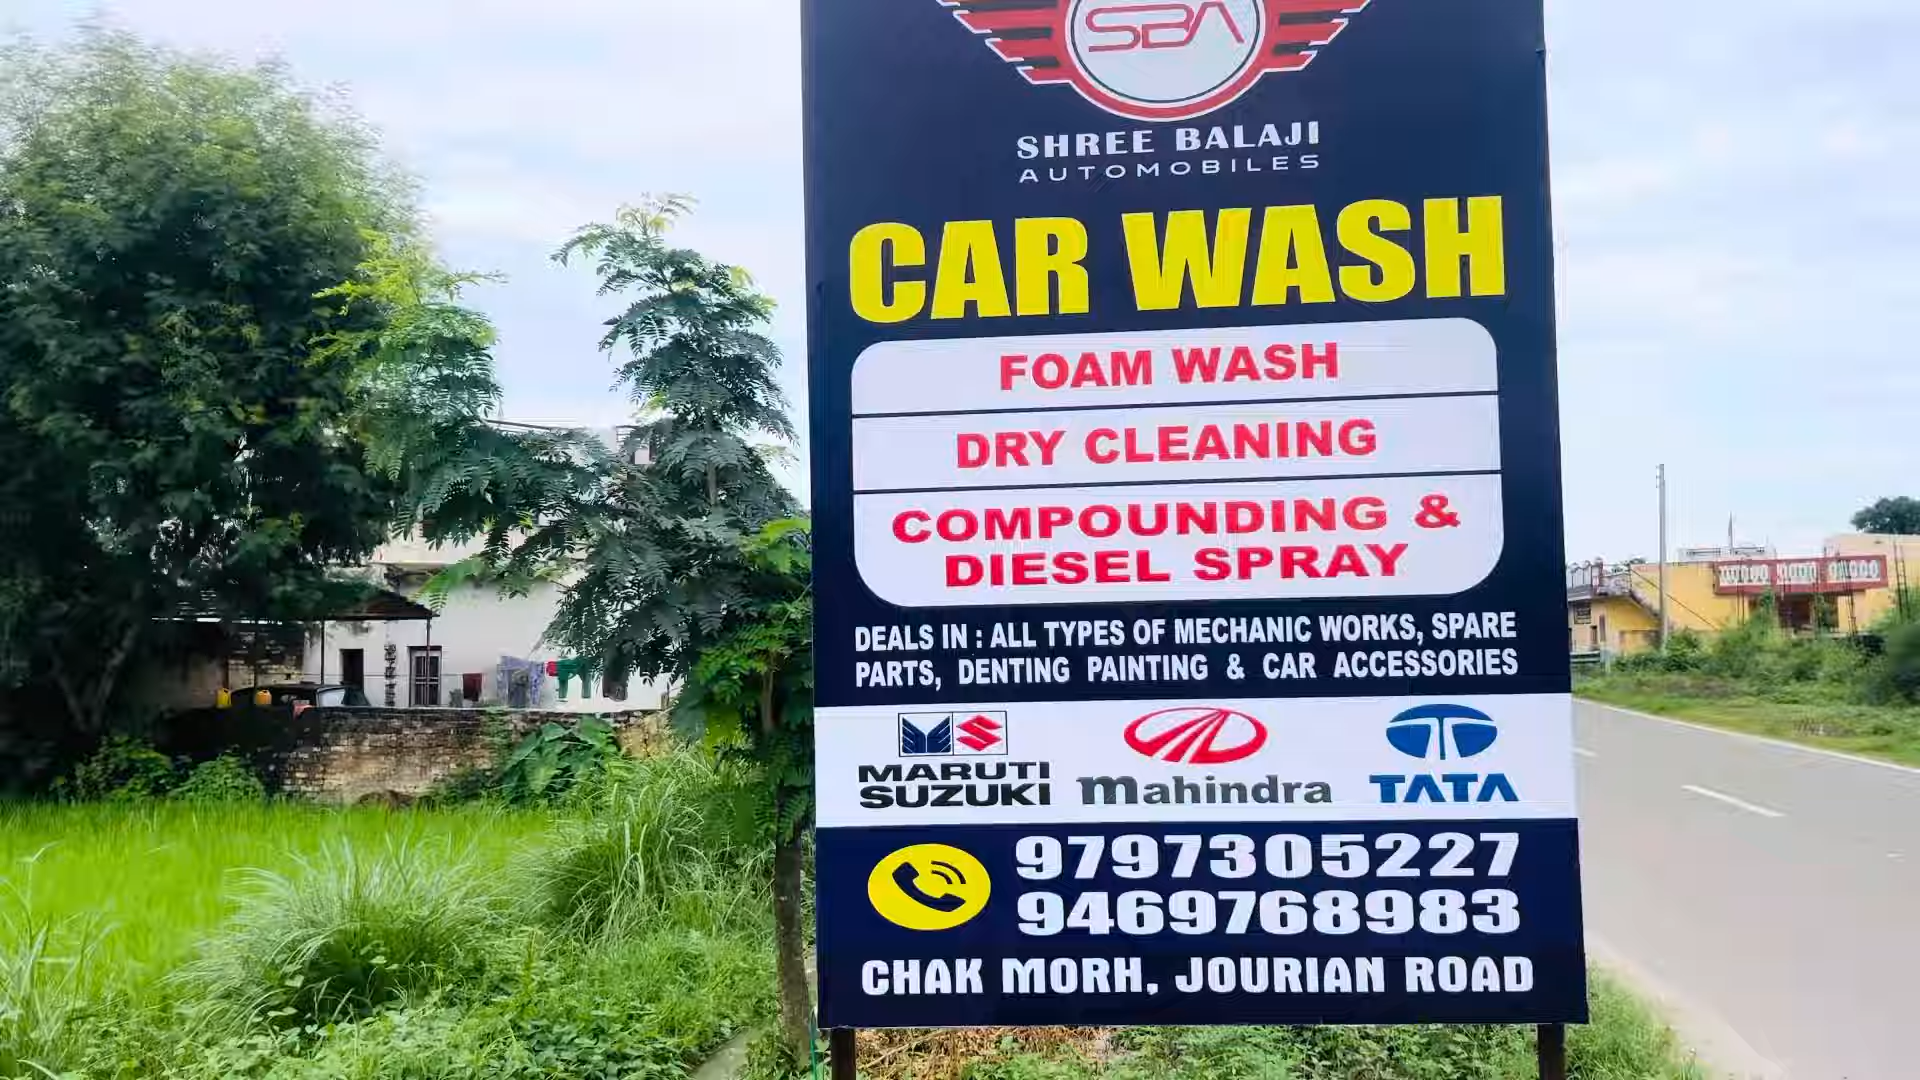 SBA
SHREE BALAJI
AUTOMOBILES
CAR WASH
FOAM WASH
DRY CLEANING
COMPOUNDING &
DIESEL SPRAY
DEALS IN : ALL TYPES OF MECHANIC WORKS, SPARE
PARTS, DENTING PAINTING & CAR ACCESSORIES
MARUTI
SUZUKI
mahindra
TATA
9797305227
9469768983
CHAK MORH, JOURIAN ROAD